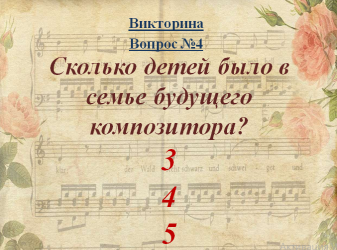 Викторина
Вопрос №4
Сколько детей было в
семье будущего
композитора?
3
4
5